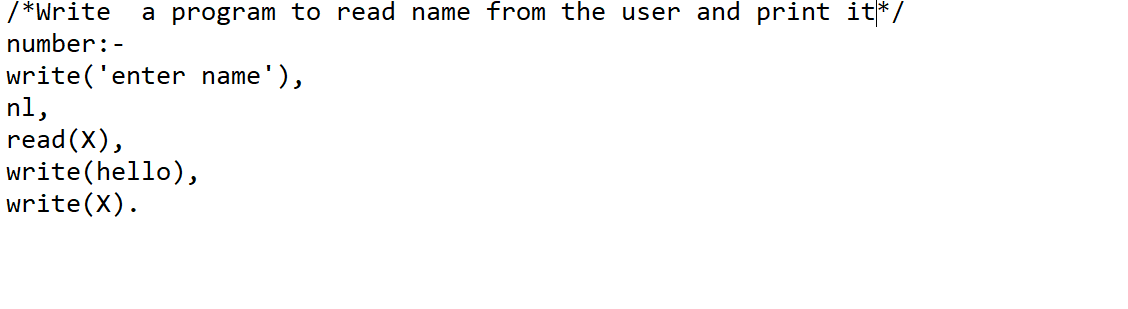 /*Write  a program to read name from the user and print it*/
number:-
write('enter name'),
nl,
read(X),
write(hello),
write(X).